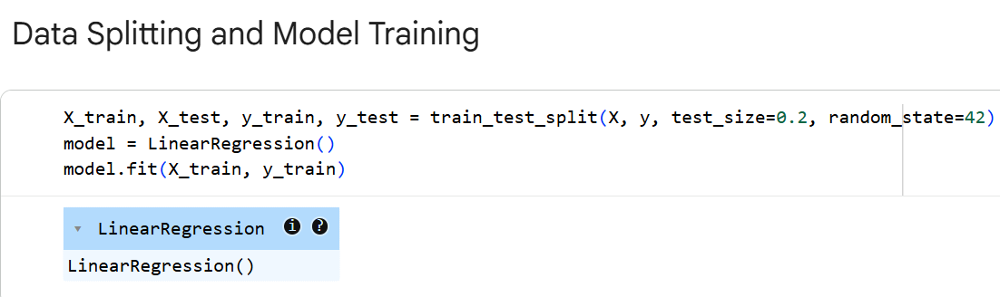 Data Splitting and Model Training
X_train, X_test, y_train, y_test = train_test_split(X, y, test_size=0.2, random_state=42)
model = LinearRegression()
model.fit(X_train, y_train)
▾ LinearRegression i ?
LinearRegression()